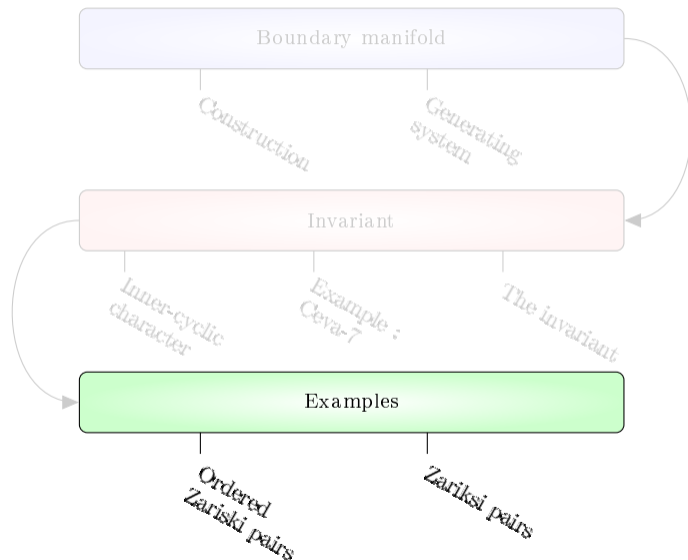 Boundary manifold
Construction
Generating
system
Invariant
Inner-cyclic
character
Example :
Ceva-7
The invariant
Examples
Ordered
Zariski pairs
Zariksi pairs